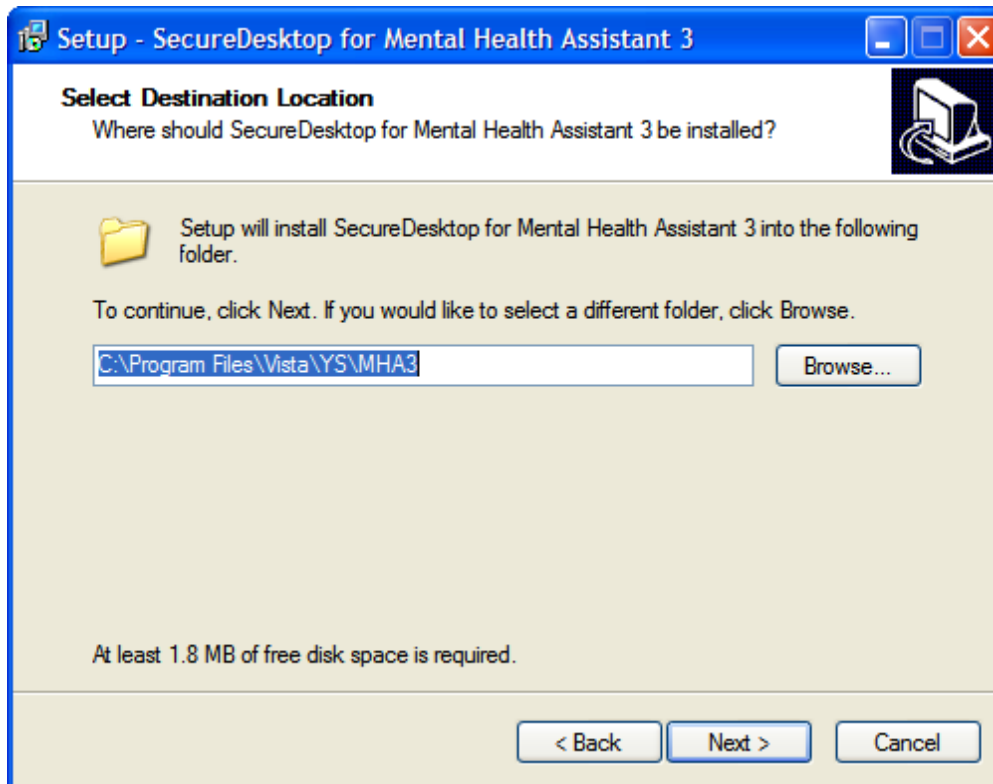 Setup - SecureDesktop for Mental Health Assistant 3
Select Destination Location
Where should SecureDesktop for Mental Health Assistant 3 be installed?
Setup will install SecureDesktop for Mental Health Assistant 3 into the following
folder.
To continue, click Next. If you would like to select a different folder, click Browse.
C:\Program Files\Vista\YS\MHA3
Browse...
At least 1.8 MB of free disk space is required.
< Back
Next >
Cancel